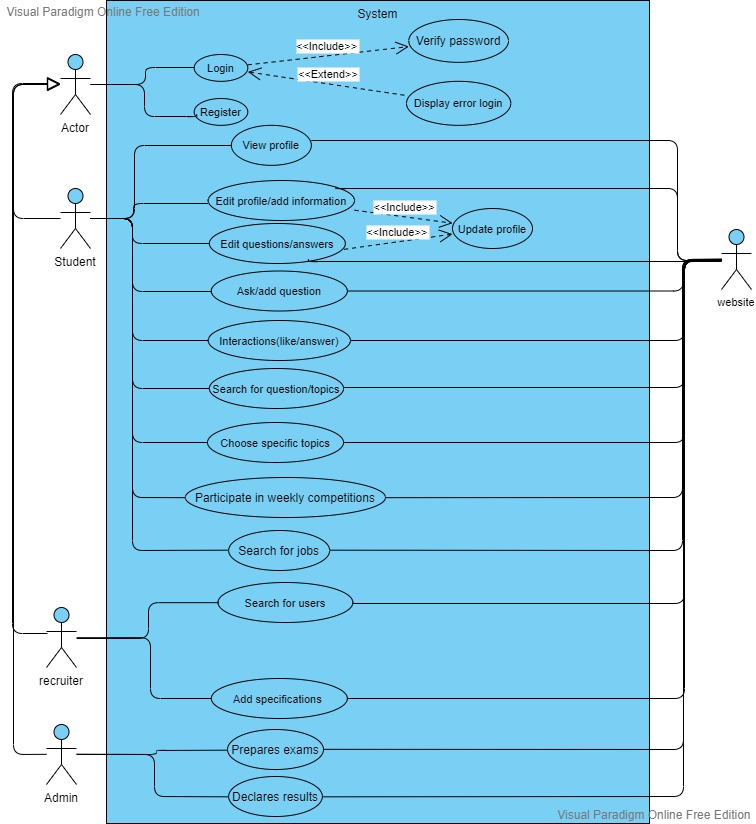 Visual Paradigm Online Free Edition
System
<<Include>>
Verify password
Login
<<Extend>>
Display error login
Register
Actor
View profile
Edit profile/add information
<<Include>>
Update profile
<<Include>>
Edit questions/answers
Student
Ask/add question
website
Interactions(like/answer)
Search for question/topics
Choose specific topics
Participate in weekly competitions
Search for jobs
Search for users
recruiter
Add specifications
Prepares exams
Admin
Declares results
Visual Paradigm Online Free Edition